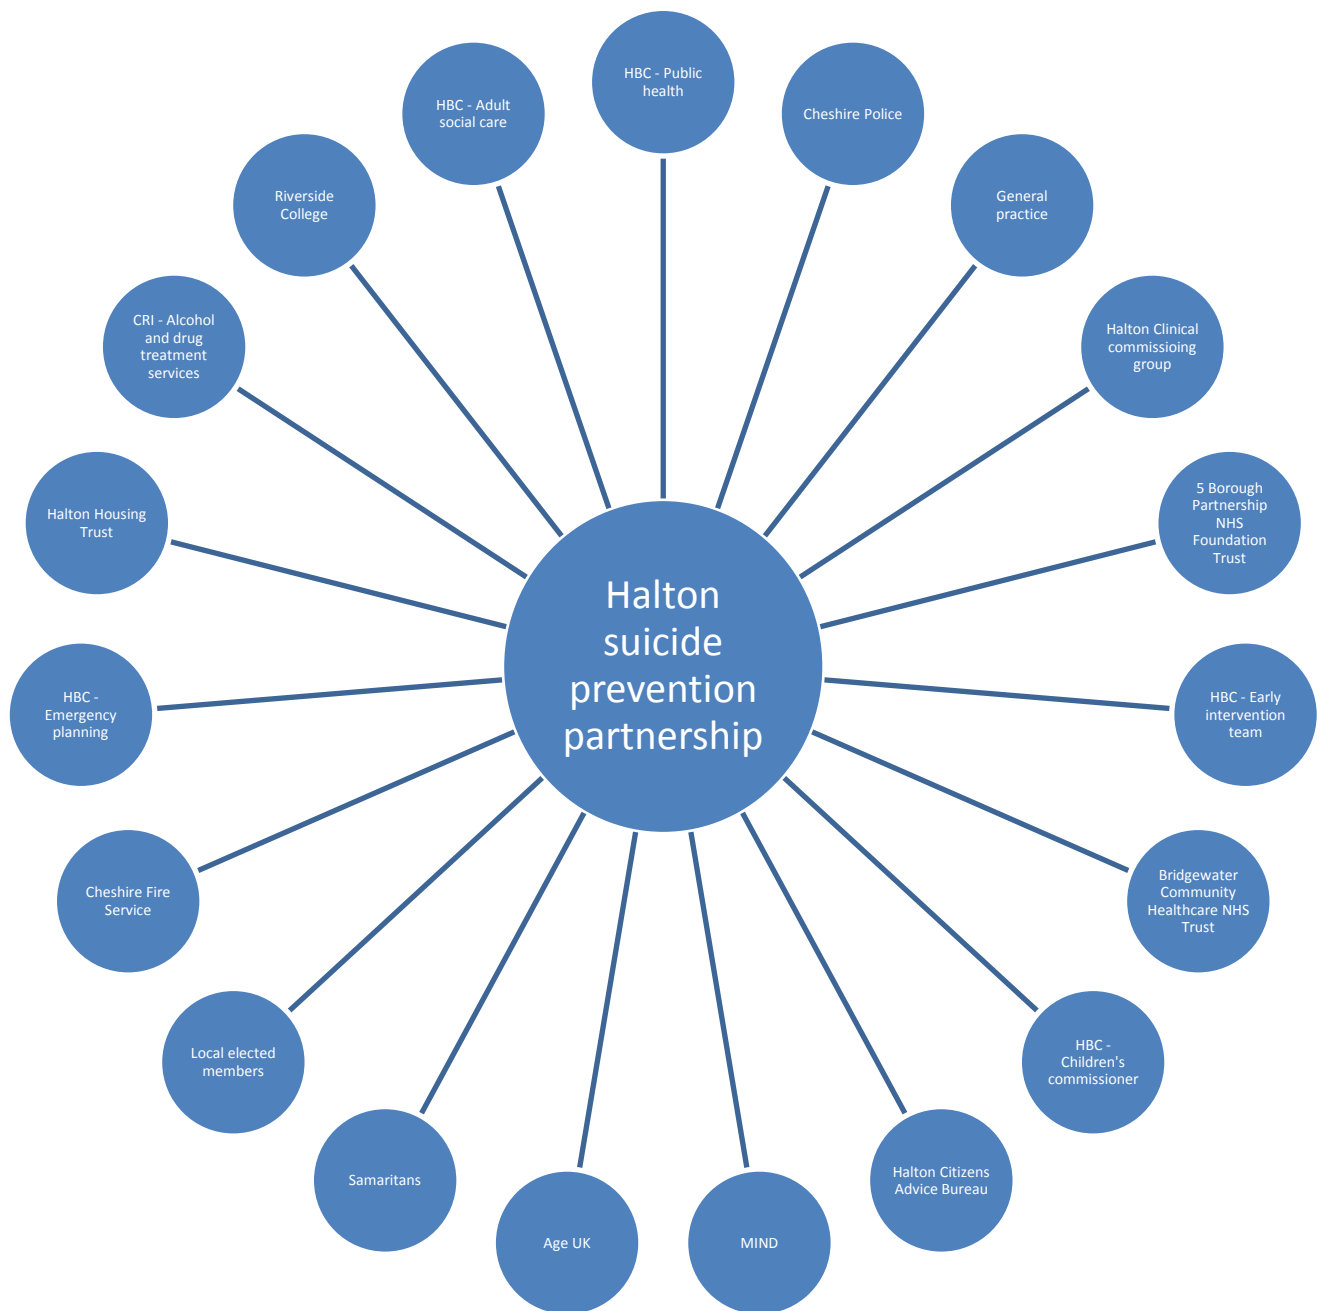 HBC - Public
health
Cheshire Police
General
practice
Halton Clinical
commissioing
group
5 Borough
Partnership
NHS
Foundation
Trust
HBC - Early
intervention
team
Bridgewater
Community
Healthcare NHS
Trust
HBC -
Children's
commissioner
Halton Citizens
Advice Bureau
MIND
Age UK
Samaritans
Local elected
members
Cheshire Fire
Service
HBC -
Emergency
planning
Halton Housing
Trust
CRI - Alcohol
and drug
treatment
services
Riverside
College
HBC - Adult
social care
Halton
suicide
prevention
partnership